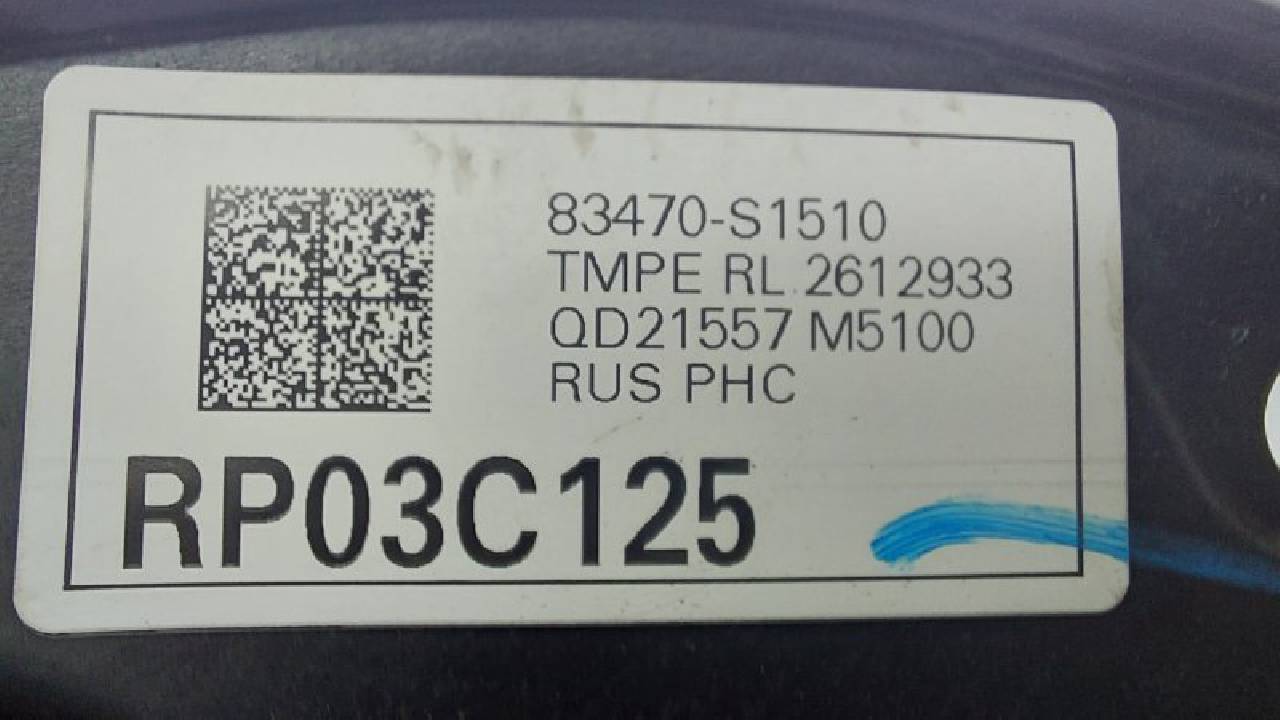 83470-S1510
TMPE RL 2612933
QD21557 M5100
RUS PHC
RP03C125